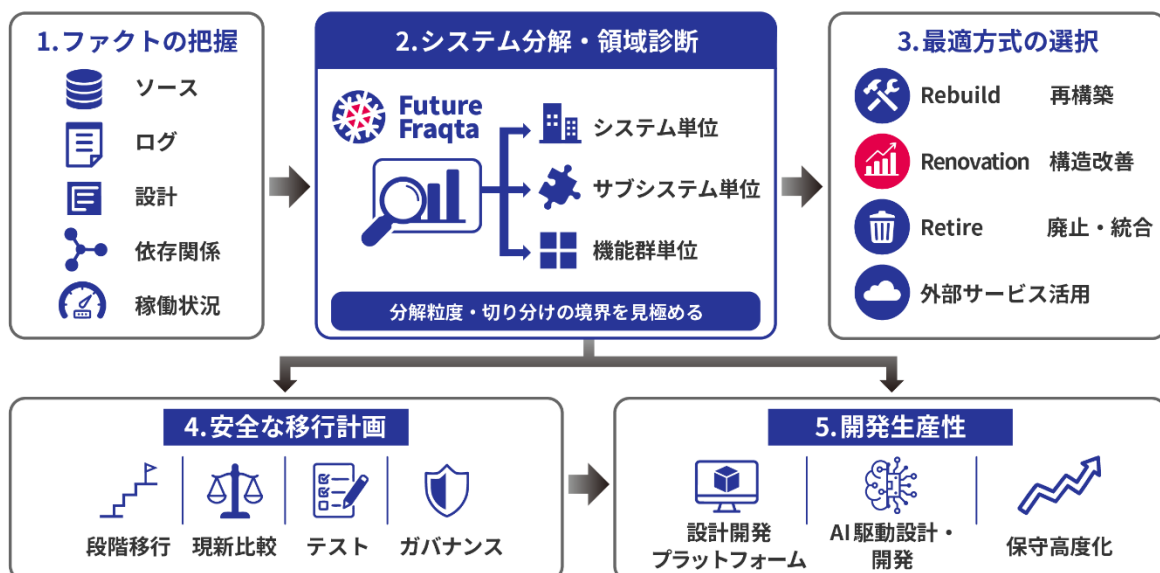 1.ファクトの把握
ソース
ログ
設計
依存関係
稼働状況
2.システム分解・領域診断
Future
Fraqta
システム単位
サブシステム単位
機能群単位
分解粒度・切り分けの境界を見極める
3.最適方式の選択
Rebuild 再構築
Renovation 構造改善
Retire 廃止・統合
外部サービス活用
4.安全な移行計画
段階移行
現新比較
テスト
ガバナンス
5.開発生産性
設計開発
プラットフォーム
AI駆動設計・
開発
保守高度化